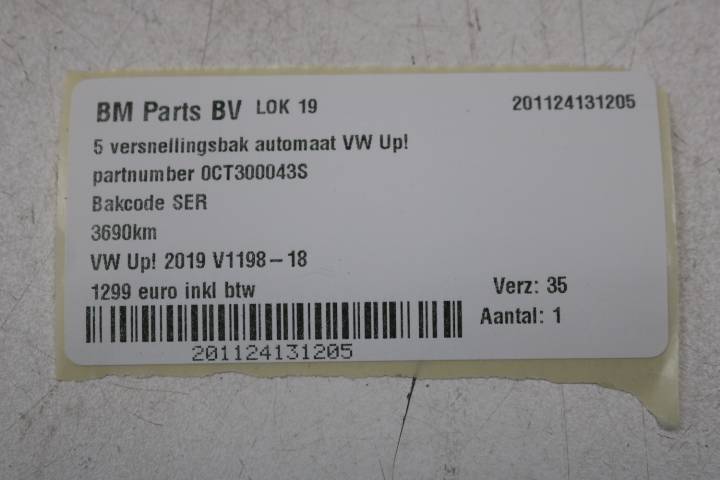 BM Parts BV LOK 19 201124131205
5 versnellingsbak automaat VW Up!
partnumber 0CT300043S
Bakcode SER
3690km
VW Up! 2019 V1198-18
1299 euro inkl btw Verz: 35
Aantal: 1
201124131205